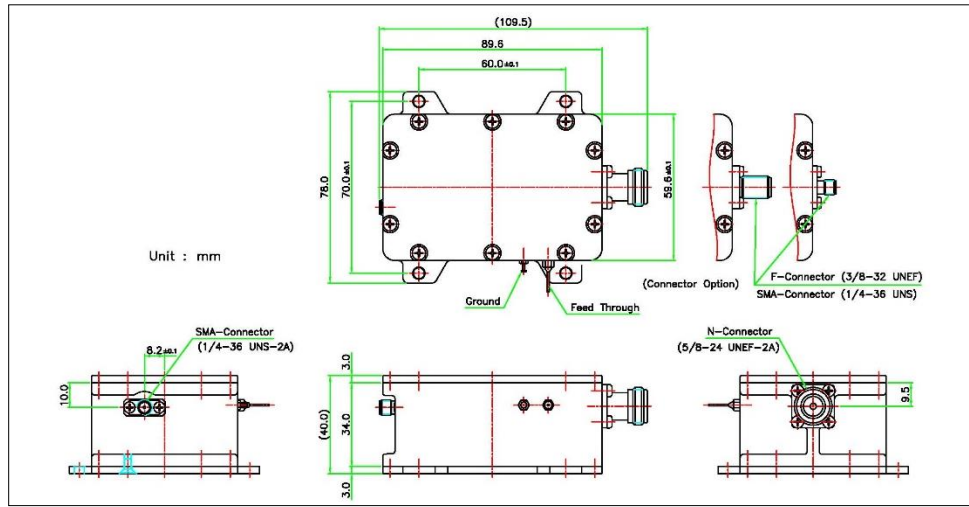 (109.5)
89.6
60.0±0.1
78.0
70.0±0.1
59.6±0.1
Unit : mm
Ground
Feed Through
(Connector Option)
F-Connector (3/8-32 UNEF)
SMA-Connector (1/4-36 UNS)
SMA-Connector
(1/4-36 UNS-2A)
8.2±0.1
10.0
3.0
(40.0)
34.0
3.0
N-Connector
(5/8-24 UNEF-2A)
9.5